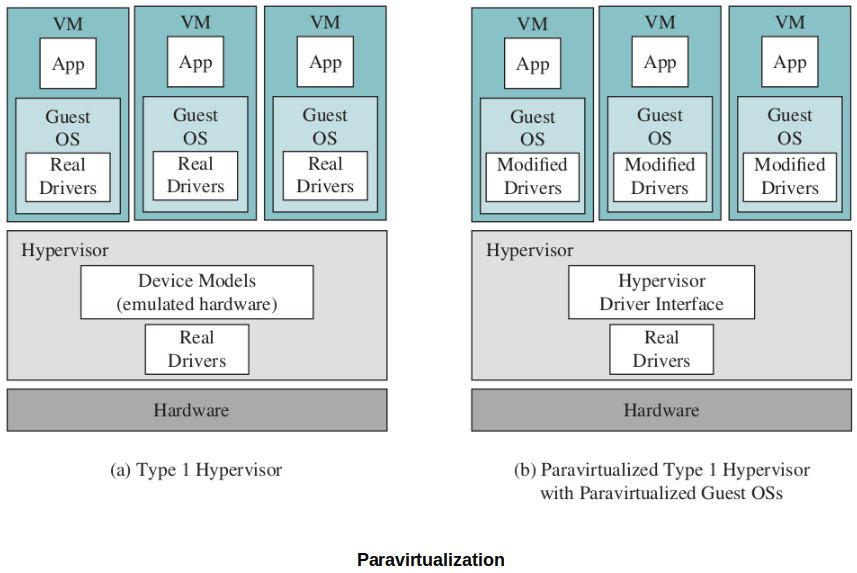 VM
App
Guest
OS
Real
Drivers
VM
App
Guest
OS
Real
Drivers
VM
App
Guest
OS
Real
Drivers
Hypervisor
Device Models
(emulated hardware)
Real
Drivers
Hardware
(a) Type 1 Hypervisor
VM
App
Guest
OS
Modified
Drivers
VM
App
Guest
OS
Modified
Drivers
VM
App
Guest
OS
Modified
Drivers
Hypervisor
Hypervisor
Driver Interface
Real
Drivers
Hardware
(b) Paravirtualized Type 1 Hypervisor
with Paravirtualized Guest OSs
Paravirtualization